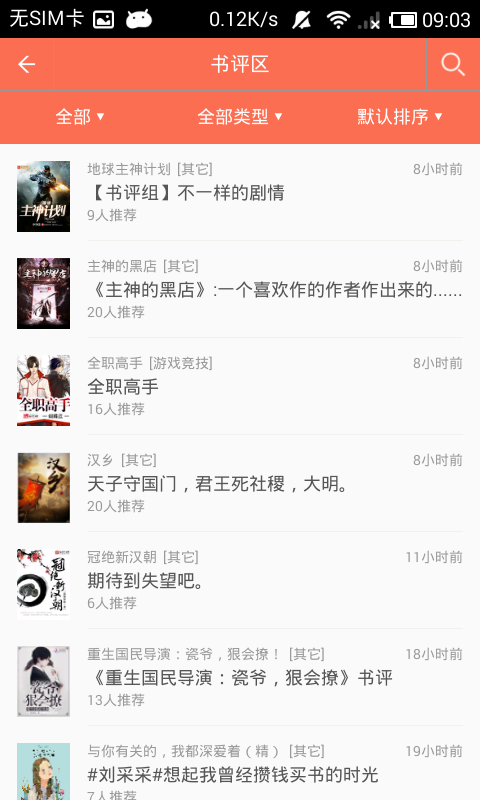 无SIM卡 0.12K/s 09:03
书评区
全部▼ 全部类型▼ 默认排序▼
地球主神计划 [其它] 8小时前
【书评组】不一样的剧情
9人推荐
主神的黑店 [其它] 8小时前
《主神的黑店》:一个喜欢作的作者作出来的......
20人推荐
全职高手 [游戏竞技] 8小时前
全职高手
16人推荐
汉乡 [其它] 8小时前
天子守国门，君王死社稷，大明。
20人推荐
冠绝新汉朝 [其它] 11小时前
期待到失望吧。
6人推荐
重生国民导演：瓷爷，狠会撩！ [其它] 18小时前
《重生国民导演：瓷爷，狠会撩》书评
13人推荐
与你有关的，我都深爱着（精） [其它] 19小时前
#刘采采#想起我曾经攒钱买书的时光
7人推荐
主神计划
主神的黑店
全职高手
汉乡
冠绝新汉朝
瓷爷
狠会撩